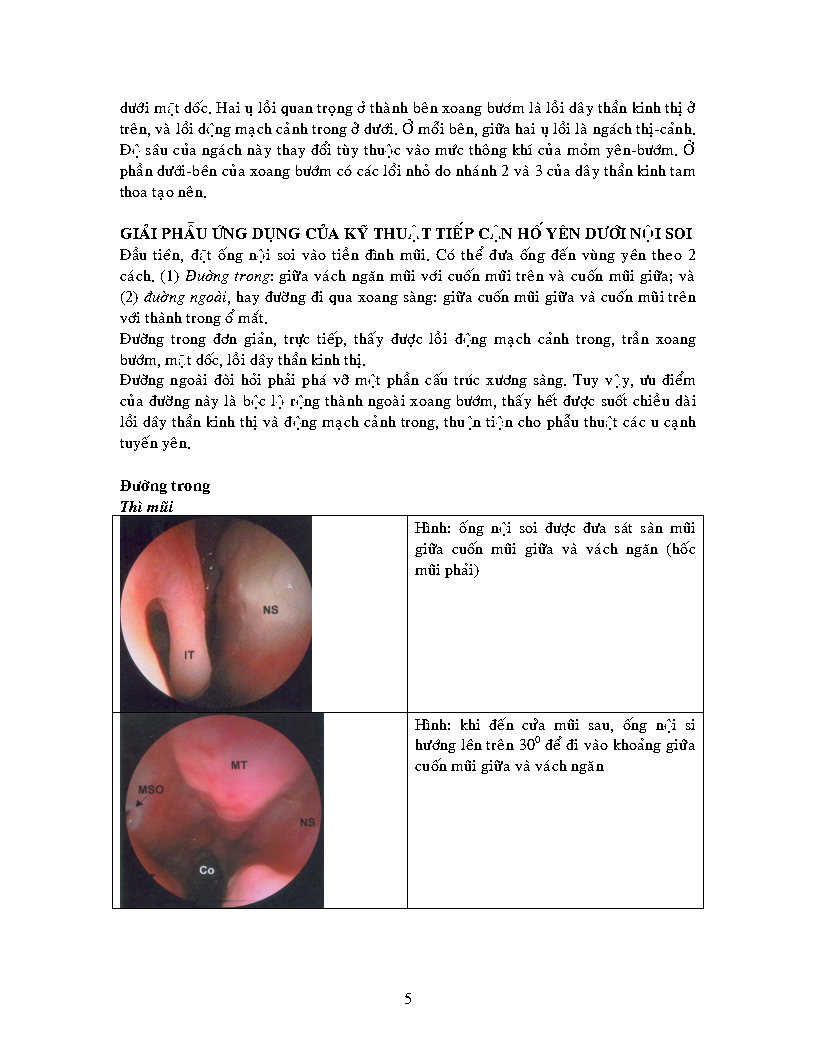 dưới mặt dốc. Hai ụ lồi quan trọng ở thành bên xoang bướm là lồi dây thần kinh thị ở
trên, và lồi động mạch cảnh trong ở dưới. Ở mỗi bên, giữa hai ụ lồi là ngách thị-cảnh.
Độ sâu của ngách này thay đổi tùy thuộc vào mức thông khí của mỏm yên-bướm. Ở
phần dưới-bên của xoang bướm có các lồi nhỏ do nhánh 2 và 3 của dây thần kinh tam
thoa tạo nên.
GIẢI PHẪU ỨNG DỤNG CỦA KỸ THUẬT TIẾP CẬN HỐ YÊN DƯỚI NỘI SOI
Đầu tiên, đặt ống nội soi vào tiền đình mũi. Có thể đưa ống đến vùng yên theo 2
cách. (1) Đường trong: giữa vách ngăn mũi với cuốn mũi trên và cuốn mũi giữa; và
(2) đường ngoài, hay đường đi qua xoang sàng: giữa cuốn mũi giữa và cuốn mũi trên
với thành trong ổ mắt.
Đường trong đơn giản, trực tiếp, thấy được lồi động mạch cảnh trong, trần xoang
bướm, mặt dốc, lồi dây thần kinh thị.
Đường ngoài đòi hỏi phải phá vỡ một phần cấu trúc xương sàng. Tuy vậy, ưu điểm
của đường này là bộc lộ rộng thành ngoài xoang bướm, thấy hết được suốt chiều dài
lồi dây thần kinh thị và động mạch cảnh trong, thuận tiện cho phẫu thuật các u cạnh
tuyến yên.
Đường trong
Thì mũi
NS
IT
Hình: ống nội soi được đưa sát sàn mũi
giữa cuốn mũi giữa và vách ngăn (hốc
mũi phải)
MT
MSO
NS
Co
Hình: khi đến cửa mũi sau, ống nội si
hướng lên trên 30⁰ để đi vào khoảng giữa
cuốn mũi giữa và vách ngăn
5